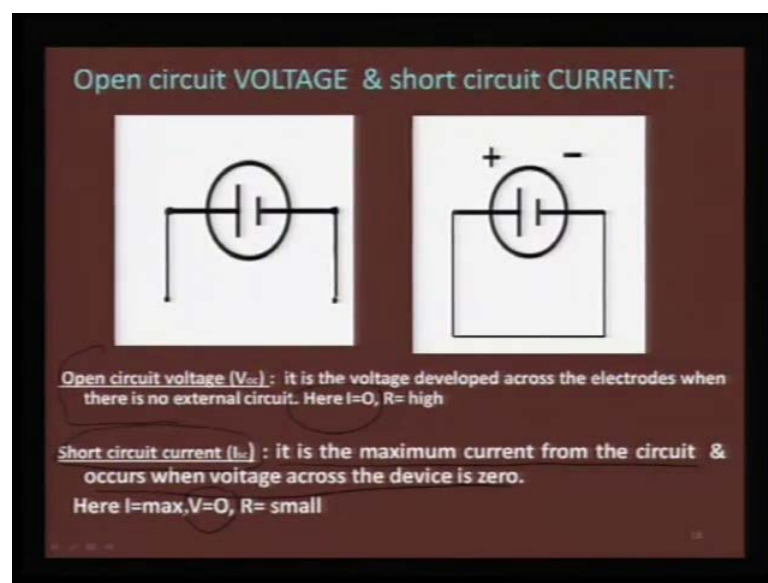 Open circuit VOLTAGE & short circuit CURRENT:
+ -
Open circuit voltage (Voc) : it is the voltage developed across the electrodes when
there is no external circuit. Here I=O, R= high
Short circuit current (Isc) : it is the maximum current from the circuit &
occurs when voltage across the device is zero.
Here I=max,V=O, R= small